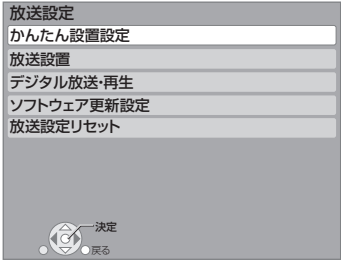 放送設定
かんたん設置設定
放送設置
デジタル放送・再生
ソフトウェア更新設定
放送設定リセット
決定
戻る